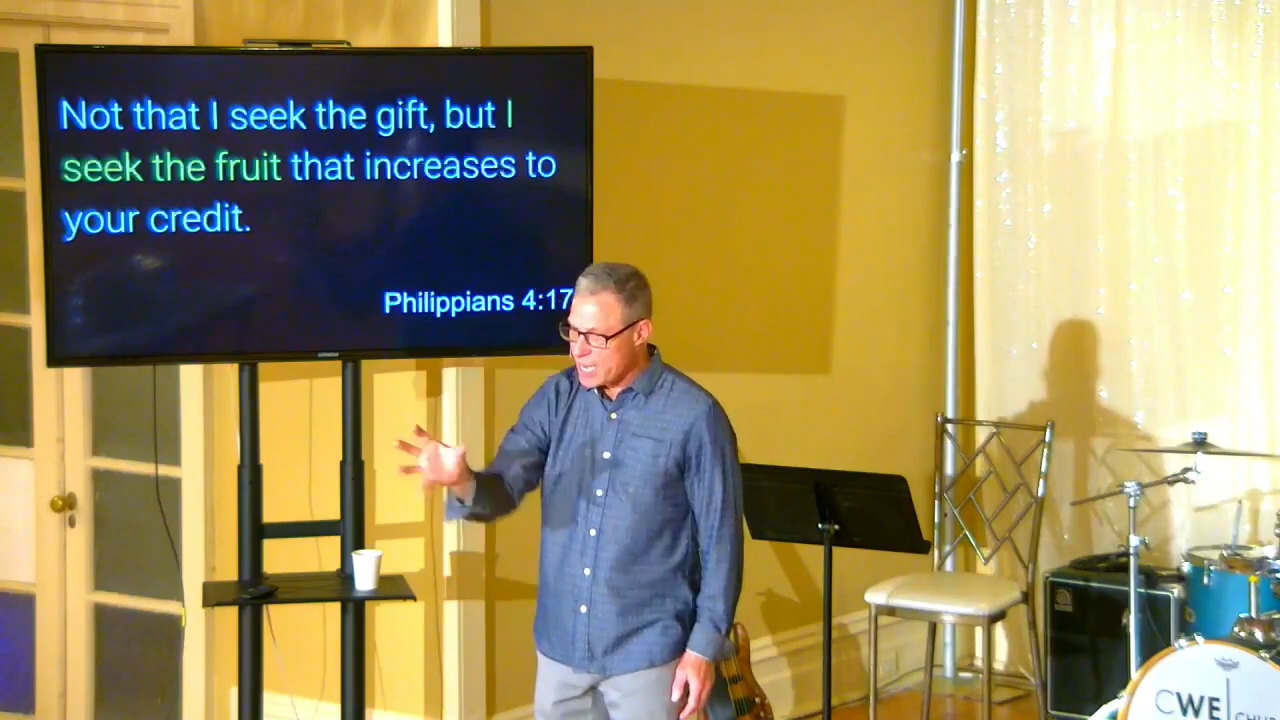 Not that I seek the gift, but I
seek the fruit that increases to
your credit.
Philippians 4:17
CWE